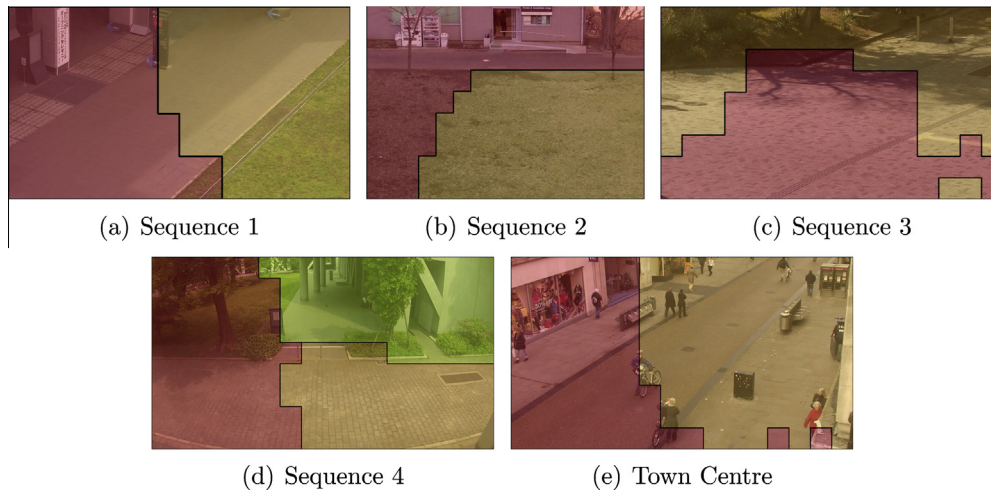 (a) Sequence 1
(b) Sequence 2
(c) Sequence 3
(d) Sequence 4
(e) Town Centre